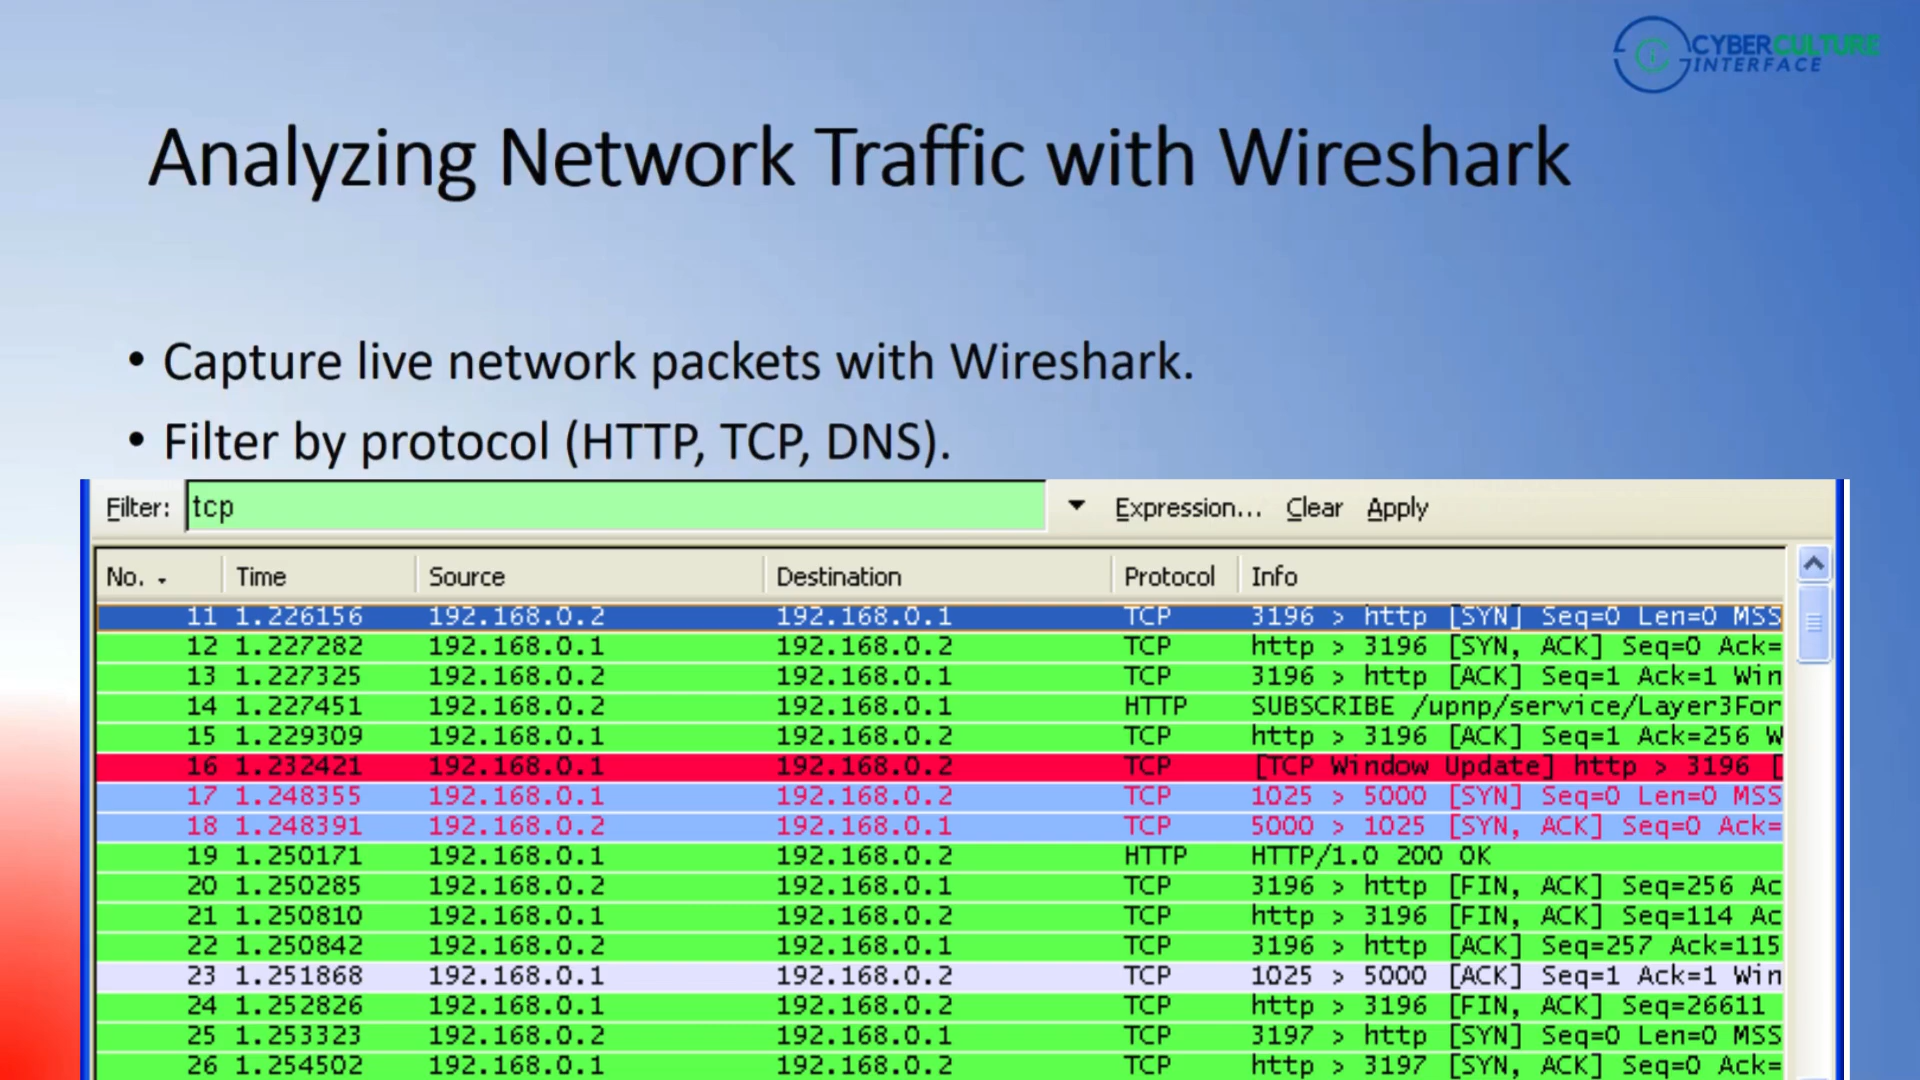 CYBER CULTURE
INTERFACE
Analyzing Network Traffic with Wireshark
• Capture live network packets with Wireshark.
• Filter by protocol (HTTP, TCP, DNS).
Filter: tcp Expression... Clear Apply
No. Time Source Destination Protocol Info
11 1.226156 192.168.0.2 192.168.0.1 TCP 3196 > http [SYN] Seq=0 Len=0 MSS
12 1.227282 192.168.0.1 192.168.0.2 TCP http > 3196 [SYN, ACK] Seq=0 Ack=
13 1.227325 192.168.0.2 192.168.0.1 TCP 3196 > http [ACK] Seq=1 Ack=1 Win
14 1.227451 192.168.0.2 192.168.0.1 HTTP SUBSCRIBE /upnp/service/Layer3For
15 1.229309 192.168.0.1 192.168.0.2 TCP http > 3196 [ACK] Seq=1 Ack=256 W
16 1.232421 192.168.0.1 192.168.0.2 TCP [TCP Window Update] http > 3196 [
17 1.248355 192.168.0.1 192.168.0.2 TCP 1025 > 5000 [SYN] Seq=0 Len=0 MSS
18 1.248391 192.168.0.2 192.168.0.1 TCP 5000 > 1025 [SYN, ACK] Seq=0 Ack=
19 1.250171 192.168.0.1 192.168.0.2 HTTP HTTP/1.0 200 OK
20 1.250285 192.168.0.2 192.168.0.1 TCP 3196 > http [FIN, ACK] Seq=256 Ac
21 1.250810 192.168.0.1 192.168.0.2 TCP http > 3196 [FIN, ACK] Seq=114 Ac
22 1.250842 192.168.0.2 192.168.0.1 TCP 3196 > http [ACK] Seq=257 Ack=115
23 1.251868 192.168.0.1 192.168.0.2 TCP 1025 > 5000 [ACK] Seq=1 Ack=1 Win
24 1.252826 192.168.0.1 192.168.0.2 TCP http > 3196 [FIN, ACK] Seq=26611
25 1.253323 192.168.0.2 192.168.0.1 TCP 3197 > http [SYN] Seq=0 Len=0 MSS
26 1.254502 192.168.0.1 192.168.0.2 TCP http > 3197 [SYN, ACK] Seq=0 Ack=